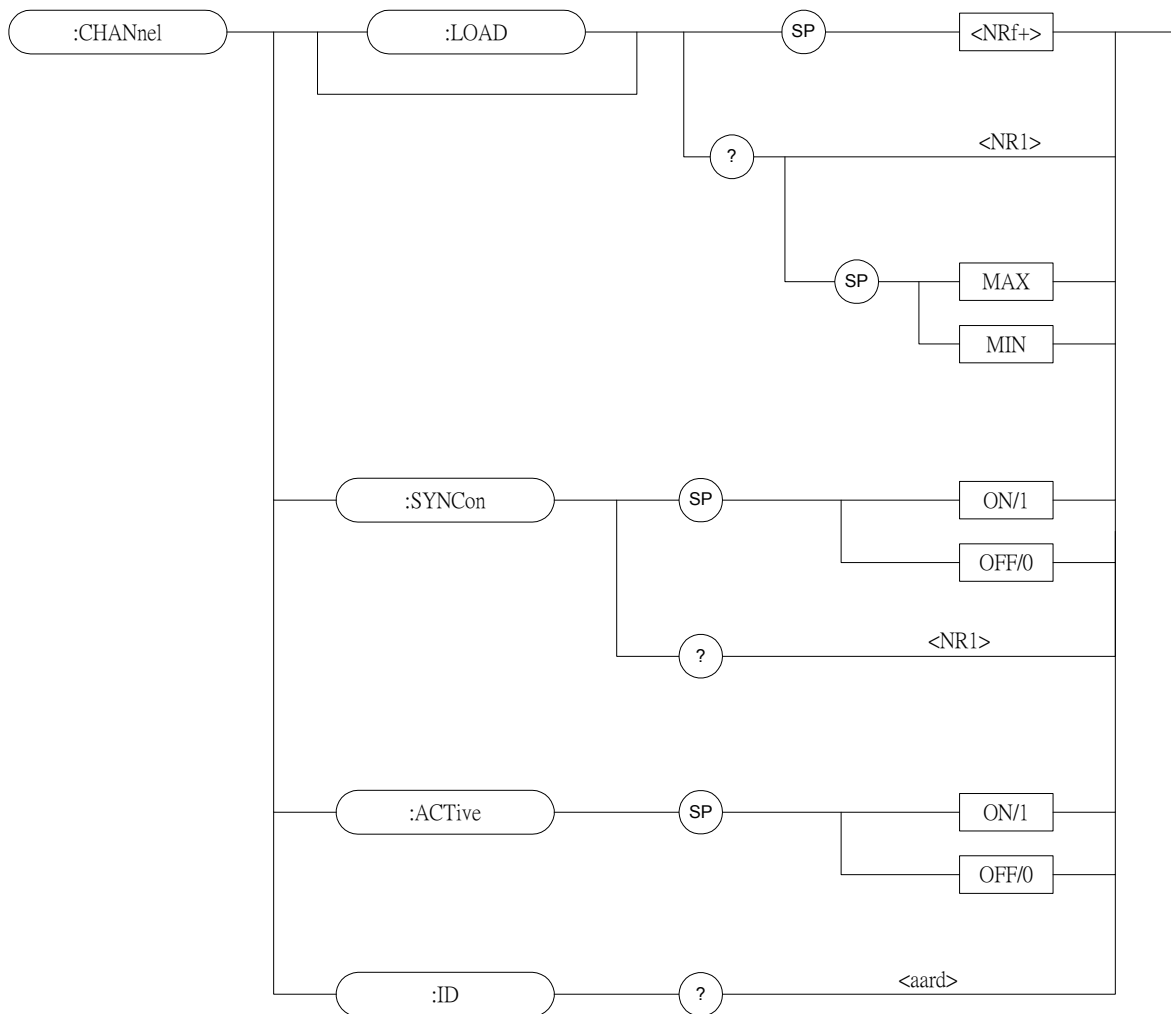 :CHANnel :LOAD SP <NRf+>
? <NR1>
SP MAX
MIN
:SYNCon SP ON/1
OFF/0
? <NR1>
:ACTive SP ON/1
OFF/0
:ID ? <aard>